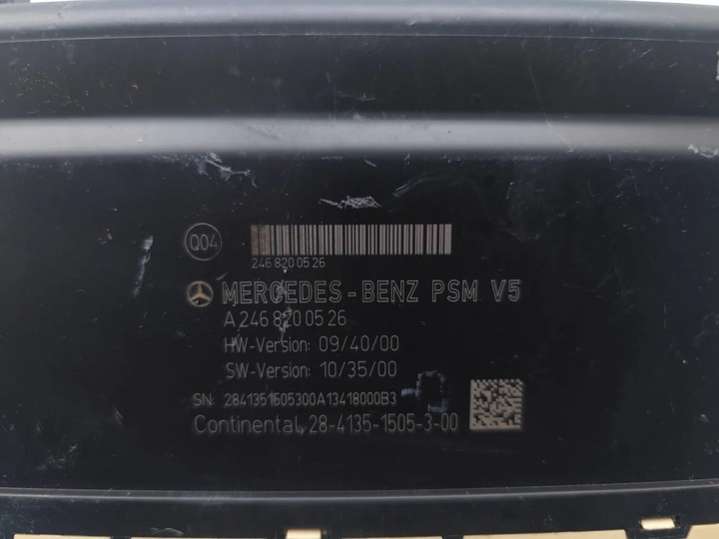 Q04
246 820 05 26
MERCEDES-BENZ PSM V5
A 246 820 05 26
HW-Version: 09/40/00
SW-Version: 10/35/00
SN: 2841351605300A13418000B3
Continental, 28-4135-1505-3-00